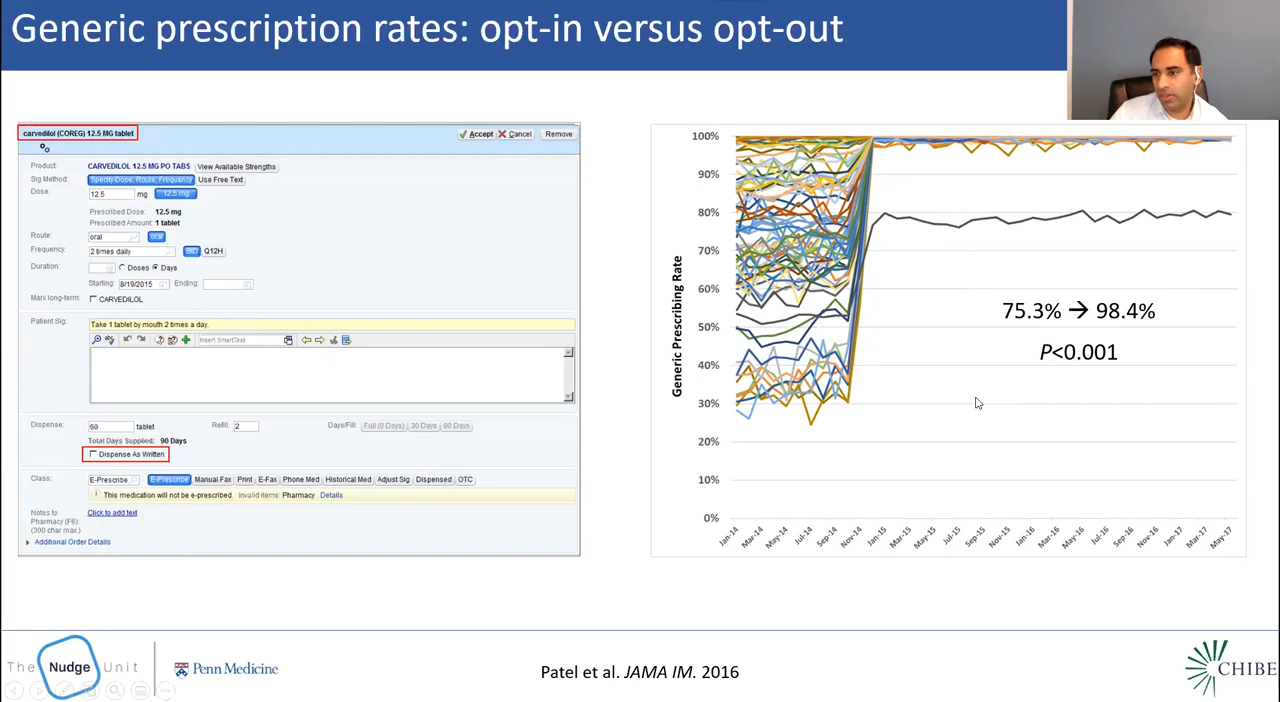 Generic prescription rates: opt-in versus opt-out
carvedilol (COREG) 12.5 MG tablet
Accept Cancel Remove
Product: CARVEDILOL 12.5 MG PO TABS View Available Strengths
Sig Method: Specify Dose, Route, Frequency Use Free Text
Dose: 12.5 mg 12.5 mg
Prescribed Dose: 12.5 mg
Prescribed Amount: 1 tablet
Route: oral oral
Frequency: 2 times daily BID Q12H
Duration: Doses Days
Starting: 8/19/2015 Ending:
Mark long-term: CARVEDILOL
Patient Sig: Take 1 tablet by mouth 2 times a day.
Insert SmartText
Dispense: 60 tablet Refill: 2 Days/Fill: Full (0 Days) 30 Days 90 Days
Total Days Supplied: 90 Days
Dispense As Written
Class: E-Prescribe E-Prescribe Manual Fax Print E-Fax Phone Med Historical Med Adjust Sig Dispensed OTC
This medication will not be e-prescribed. Invalid items: Pharmacy Details
Notes to
Pharmacy (F6)
(300 char max.)
Click to add text
Additional Order Details
Generic Prescribing Rate
100%
90%
80%
70%
60%
50%
40%
30%
20%
10%
0%
75.3% → 98.4%
P<0.001
Jan-14 Mar-14 May-14 Jul-14 Sep-14 Nov-14 Jan-15 Mar-15 May-15 Jul-15 Sep-15 Nov-15 Jan-16 Mar-16 May-16 Jul-16 Sep-16 Nov-16 Jan-17 Mar-17 May-17
The Nudge Unit
Penn Medicine
Patel et al. JAMA IM. 2016
CHIBE